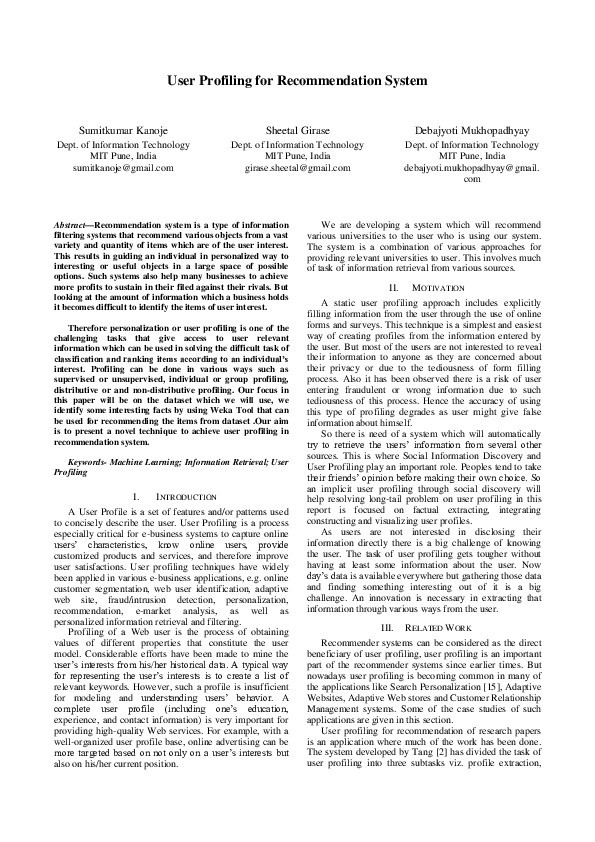 User Profiling for Recommendation System
Sumitkumar Kanoje
Dept. of Information Technology
MIT Pune, India
sumitkanoje@gmail.com
Sheetal Girase
Dept. of Information Technology
MIT Pune, India
girase.sheetal@gmail.com
Debajyoti Mukhopadhyay
Dept. of Information Technology
MIT Pune, India
debajyoti.mukhopadhyay@gmail.
com
Abstract—Recommendation system is a type of information
filtering systems that recommend various objects from a vast
variety and quantity of items which are of the user interest.
This results in guiding an individual in personalized way to
interesting or useful objects in a large space of possible
options. Such systems also help many businesses to achieve
more profits to sustain in their filed against their rivals. But
looking at the amount of information which a business holds
it becomes difficult to identify the items of user interest.
Therefore personalization or user profiling is one of the
challenging tasks that give access to user relevant
information which can be used in solving the difficult task of
classification and ranking items according to an individual's
interest. Profiling can be done in various ways such as
supervised or unsupervised, individual or group profiling,
distributive or and non-distributive profiling. Our focus in
this paper will be on the dataset which we will use, we
identify some interesting facts by using Weka Tool that can
be used for recommending the items from dataset .Our aim
is to present a novel technique to achieve user profiling in
recommendation system.
Keywords- Machine Learning; Information Retrieval; User
Profiling
I. INTRODUCTION
A User Profile is a set of features and/or patterns used
to concisely describe the user. User Profiling is a process
especially critical for e-business systems to capture online
users' characteristics, know online users, provide
customized products and services, and therefore improve
user satisfactions. User profiling techniques have widely
been applied in various e-business applications, e.g. online
customer segmentation, web user identification, adaptive
web site, fraud/intrusion detection, personalization,
recommendation, e-market analysis, as well as
personalized information retrieval and filtering.
Profiling of a Web user is the process of obtaining
values of different properties that constitute the user
model. Considerable efforts have been made to mine the
user's interests from his/her historical data. A typical way
for representing the user's interests is to create a list of
relevant keywords. However, such a profile is insufficient
for modeling and understanding users' behavior. A
complete user profile (including one's education,
experience, and contact information) is very important for
providing high-quality Web services. For example, with a
well-organized user profile base, online advertising can be
more targeted based on not only on a user's interests but
also on his/her current position.
We are developing a system which will recommend
various universities to the user who is using our system.
The system is a combination of various approaches for
providing relevant universities to user. This involves much
of task of information retrieval from various sources.
II. MOTIVATION
A static user profiling approach includes explicitly
filling information from the user through the use of online
forms and surveys. This technique is a simplest and easiest
way of creating profiles from the information entered by
the user. But most of the users are not interested to reveal
their information to anyone as they are concerned about
their privacy or due to the tediousness of form filling
process. Also it has been observed there is a risk of user
entering fraudulent or wrong information due to such
tediousness of this process. Hence the accuracy of using
this type of profiling degrades as user might give false
information about himself.
So there is need of a system which will automatically
try to retrieve the users' information from several other
sources. This is where Social Information Discovery and
User Profiling play an important role. Peoples tend to take
their friends' opinion before making their own choice. So
an implicit user profiling through social discovery will
help resolving long-tail problem on user profiling in this
report is focused on factual extracting, integrating
constructing and visualizing user profiles.
As users are not interested in disclosing their
information directly there is a big challenge of knowing
the user. The task of user profiling gets tougher without
having at least some information about the user. Now
day's data is available everywhere but gathering those data
and finding something interesting out of it is a big
challenge. An innovation is necessary in extracting that
information through various ways from the user.
III. RELATED WORK
Recommender systems can be considered as the direct
beneficiary of user profiling, user profiling is an important
part of the recommender systems since earlier times. But
nowadays user profiling is becoming common in many of
the applications like Search Personalization [15], Adaptive
Websites, Adaptive Web stores and Customer Relationship
Management systems. Some of the case studies of such
applications are given in this section.
User profiling for recommendation of research papers
is an application where much of the work has been done.
The system developed by Tang [2] has divided the task of
user profiling into three subtasks viz. profile extraction,